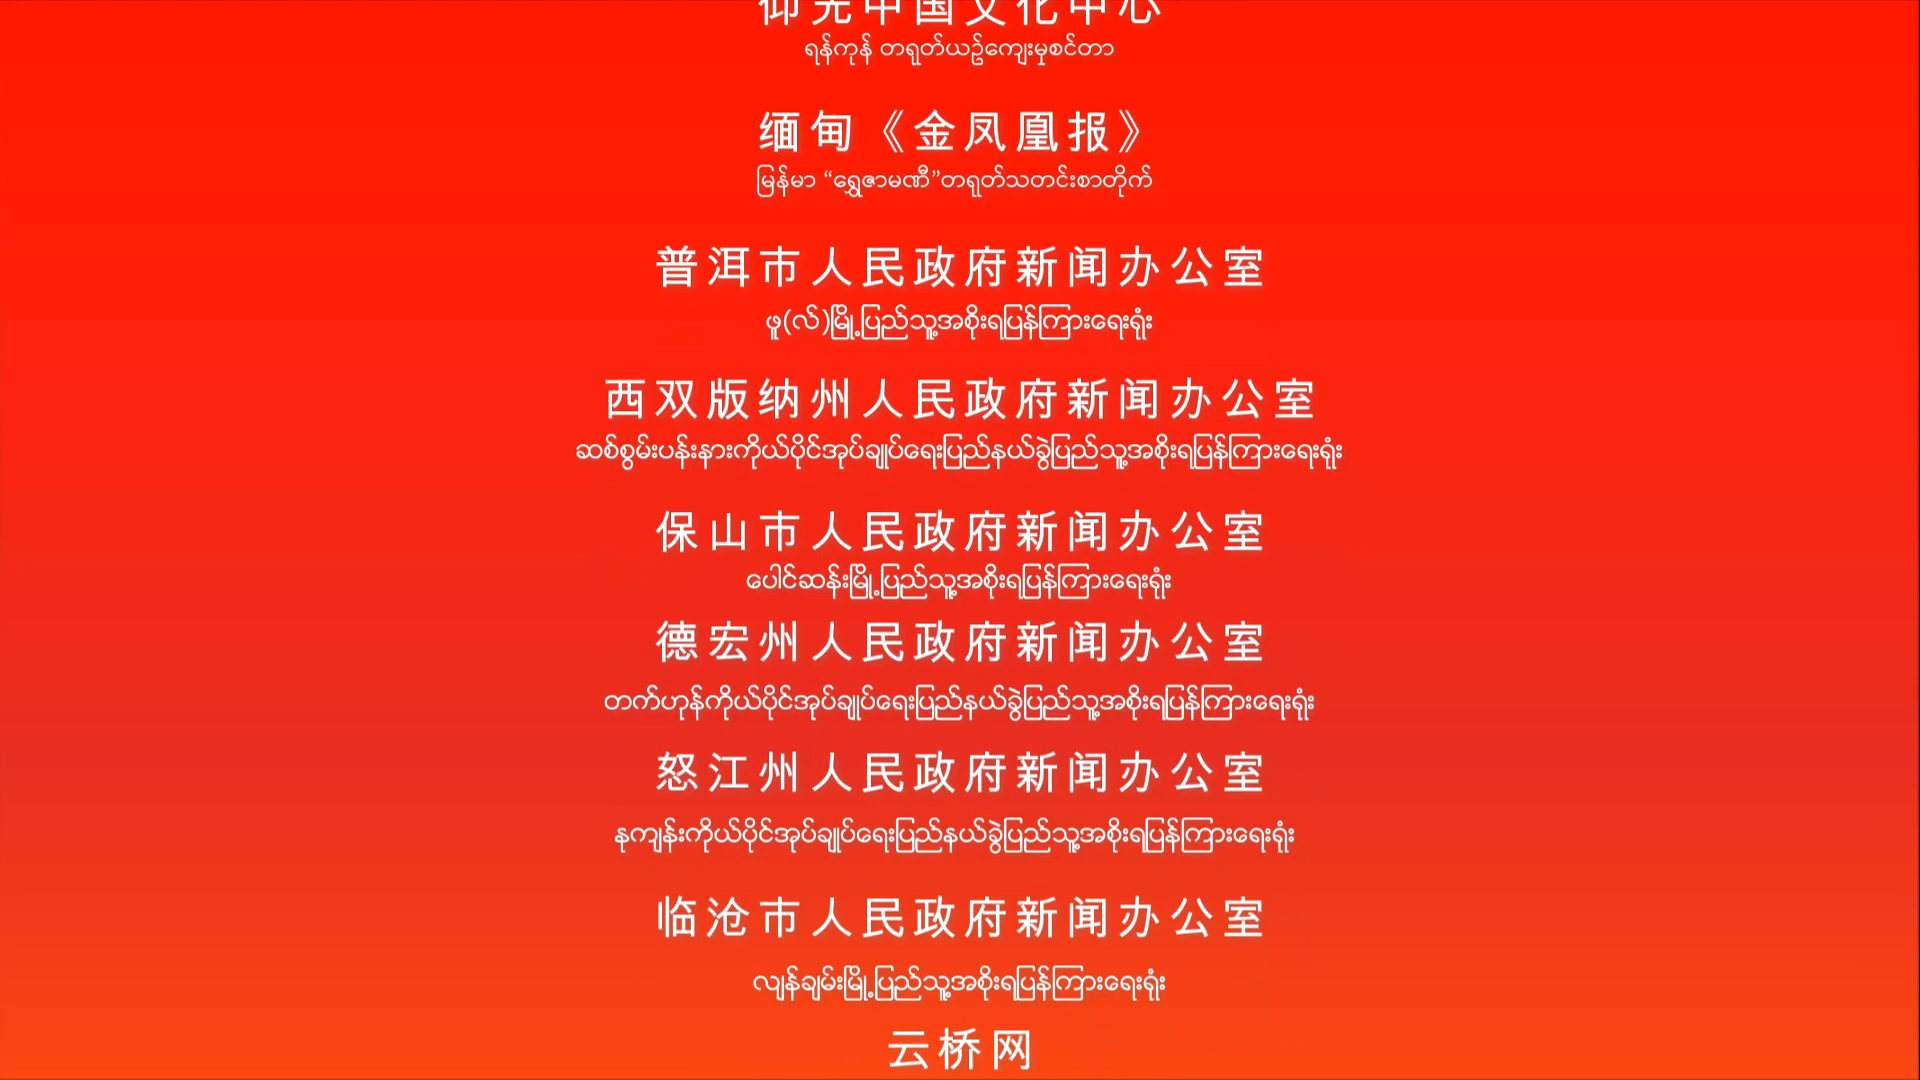 仰光中国文化中心
ရန်ကုန် တရုတ်ယဉ်ကျေးမှုစင်တာ
缅甸《金凤凰报》
မြန်မာ “ရွှေဇာမဏီ”တရုတ်သတင်းစာတိုက်
普洱市人民政府新闻办公室
ဖူ(လ်)မြို့ပြည်သူ့အစိုးရပြန်ကြားရေးရုံး
西双版纳州人民政府新闻办公室
ဆစ်စွမ်းပန်းနားကိုယ်ပိုင်အုပ်ချုပ်ရေးပြည်နယ်ခွဲပြည်သူ့အစိုးရပြန်ကြားရေးရုံး
保山市人民政府新闻办公室
ပေါင်ဆန်းမြို့ပြည်သူ့အစိုးရပြန်ကြားရေးရုံး
德宏州人民政府新闻办公室
တက်ဟုန်ကိုယ်ပိုင်အုပ်ချုပ်ရေးပြည်နယ်ခွဲပြည်သူ့အစိုးရပြန်ကြားရေးရုံး
怒江州人民政府新闻办公室
နုကျန်းကိုယ်ပိုင်အုပ်ချုပ်ရေးပြည်နယ်ခွဲပြည်သူ့အစိုးရပြန်ကြားရေးရုံး
临沧市人民政府新闻办公室
လျန်ချမ်းမြို့ပြည်သူ့အစိုးရပြန်ကြားရေးရုံး
云桥网